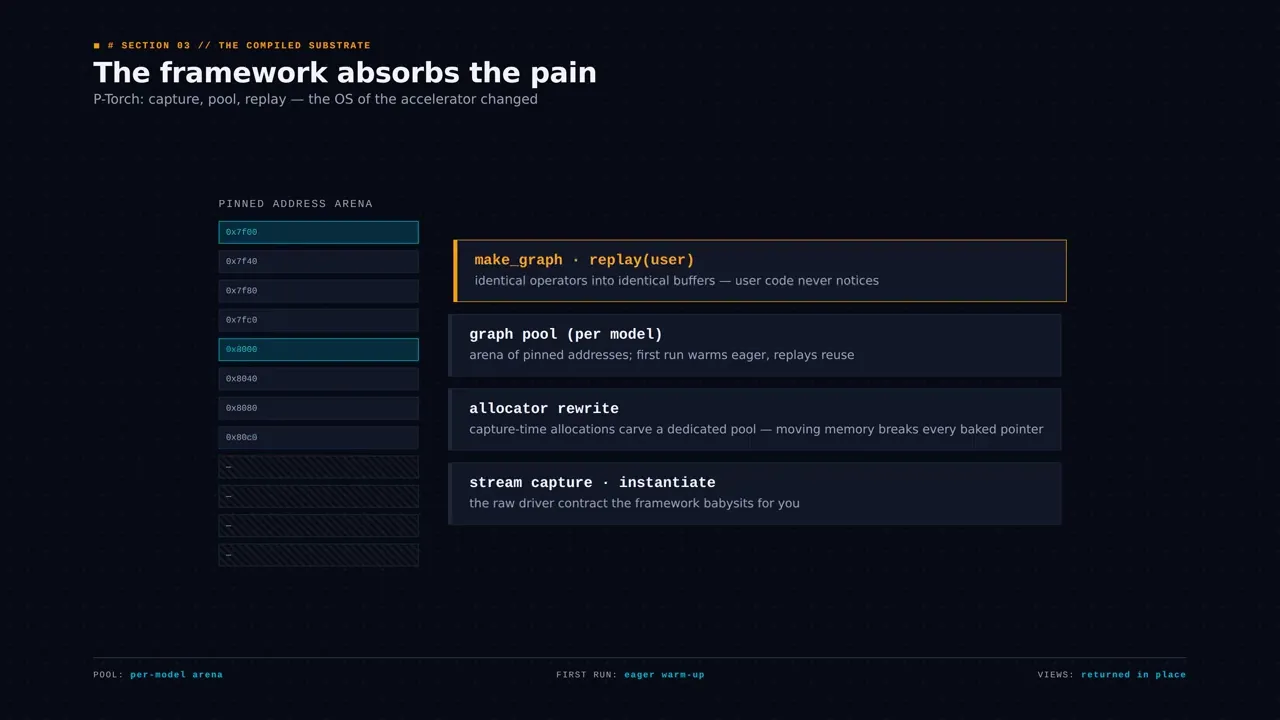 ■ # SECTION 03 // THE COMPILED SUBSTRATE
The framework absorbs the pain
P-Torch: capture, pool, replay — the OS of the accelerator changed
PINNED ADDRESS ARENA
0x7f00
0x7f40
0x7f80
0x7fc0
0x8000
0x8040
0x8080
0x80c0
—
—
—
—
make_graph · replay(user)
identical operators into identical buffers — user code never notices
graph pool (per model)
arena of pinned addresses; first run warms eager, replays reuse
allocator rewrite
capture-time allocations carve a dedicated pool — moving memory breaks every baked pointer
stream capture · instantiate
the raw driver contract the framework babysits for you
POOL: per-model arena
FIRST RUN: eager warm-up
VIEWS: returned in place